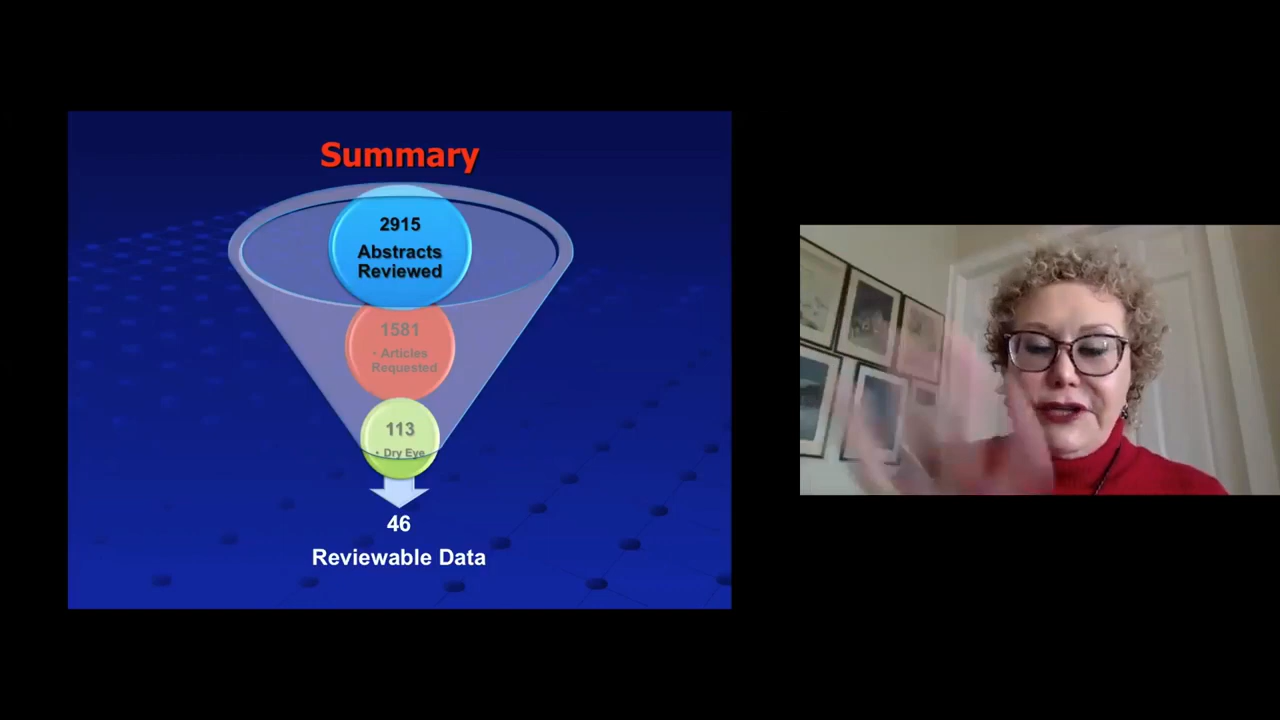 Summary
2915
Abstracts
Reviewed
1581
• Articles
Requested
113
• Dry Eye
46
Reviewable Data